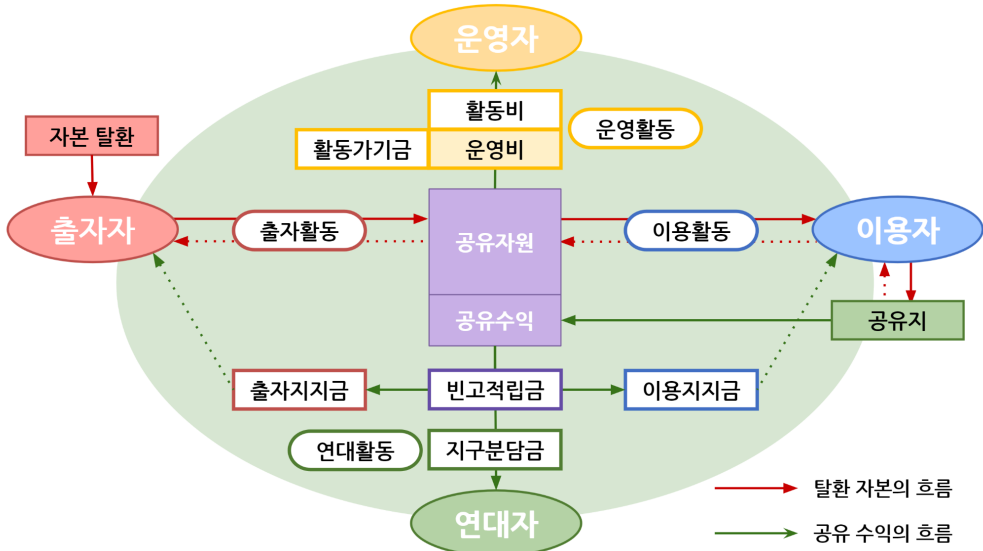 운영자
활동비
운영활동
활동가기금
운영비
자본 탈환
출자자
출자활동
공유자원
이용활동
이용자
공유수익
공유지
출자지지금
빈고적립금
이용지지금
연대활동
지구분담금
연대자
탈환 자본의 흐름
공유 수익의 흐름